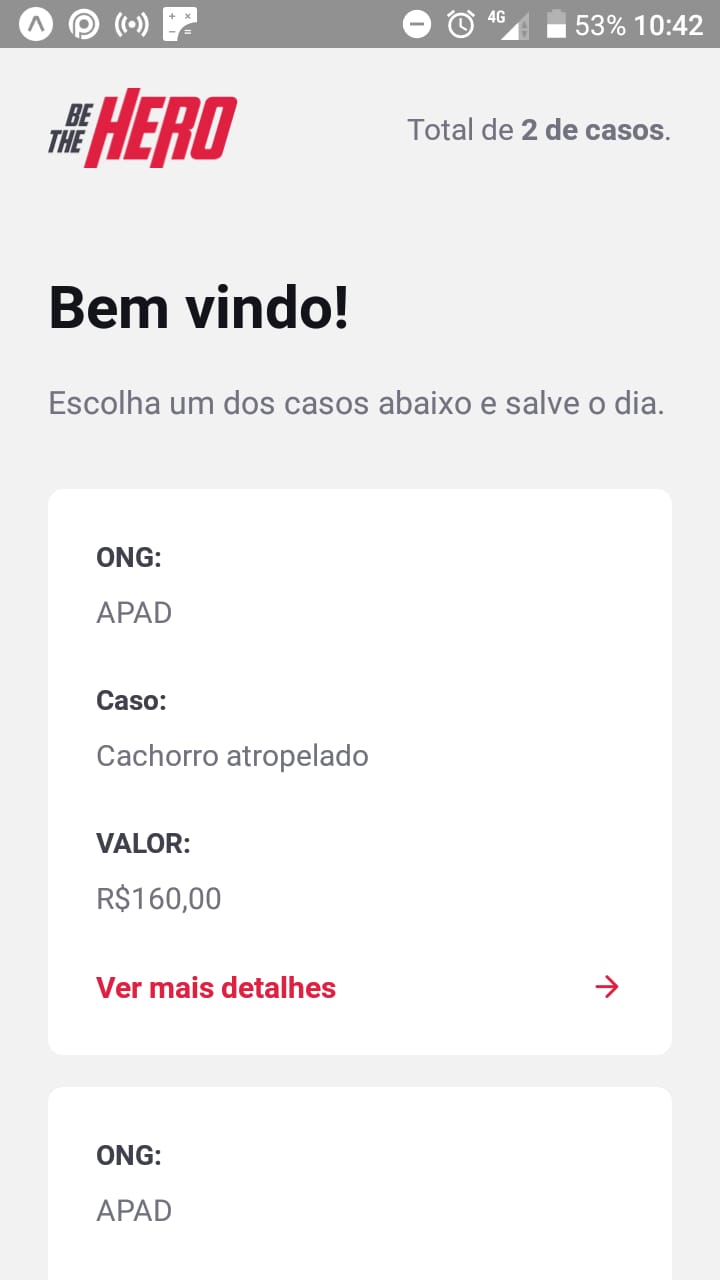 4G 53% 10:42
BE THE HERO
Total de 2 de casos.
Bem vindo!
Escolha um dos casos abaixo e salve o dia.
ONG:
APAD
Caso:
Cachorro atropelado
VALOR:
R$160,00
Ver mais detalhes
ONG:
APAD